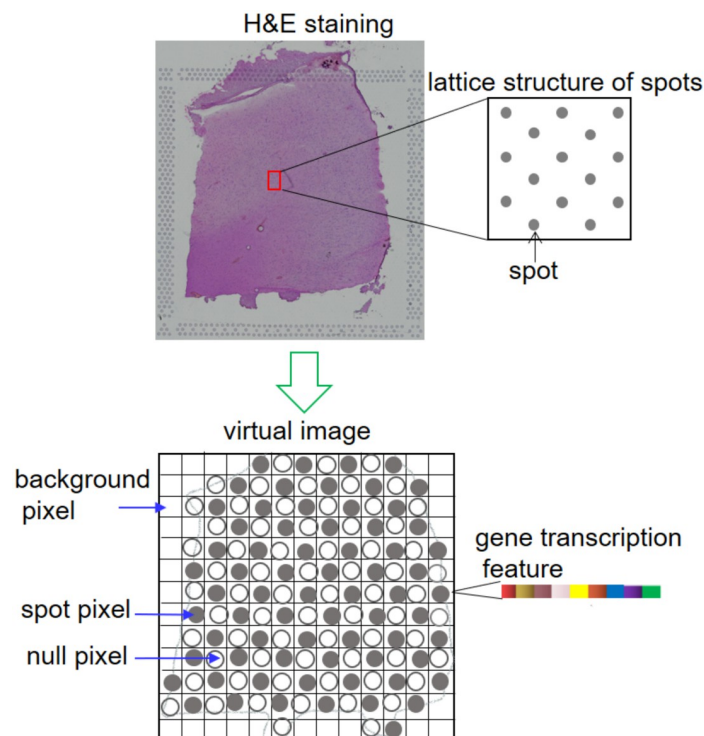 H&E staining
lattice structure of spots
spot
virtual image
background
pixel
gene transcription
feature
spot pixel
null pixel